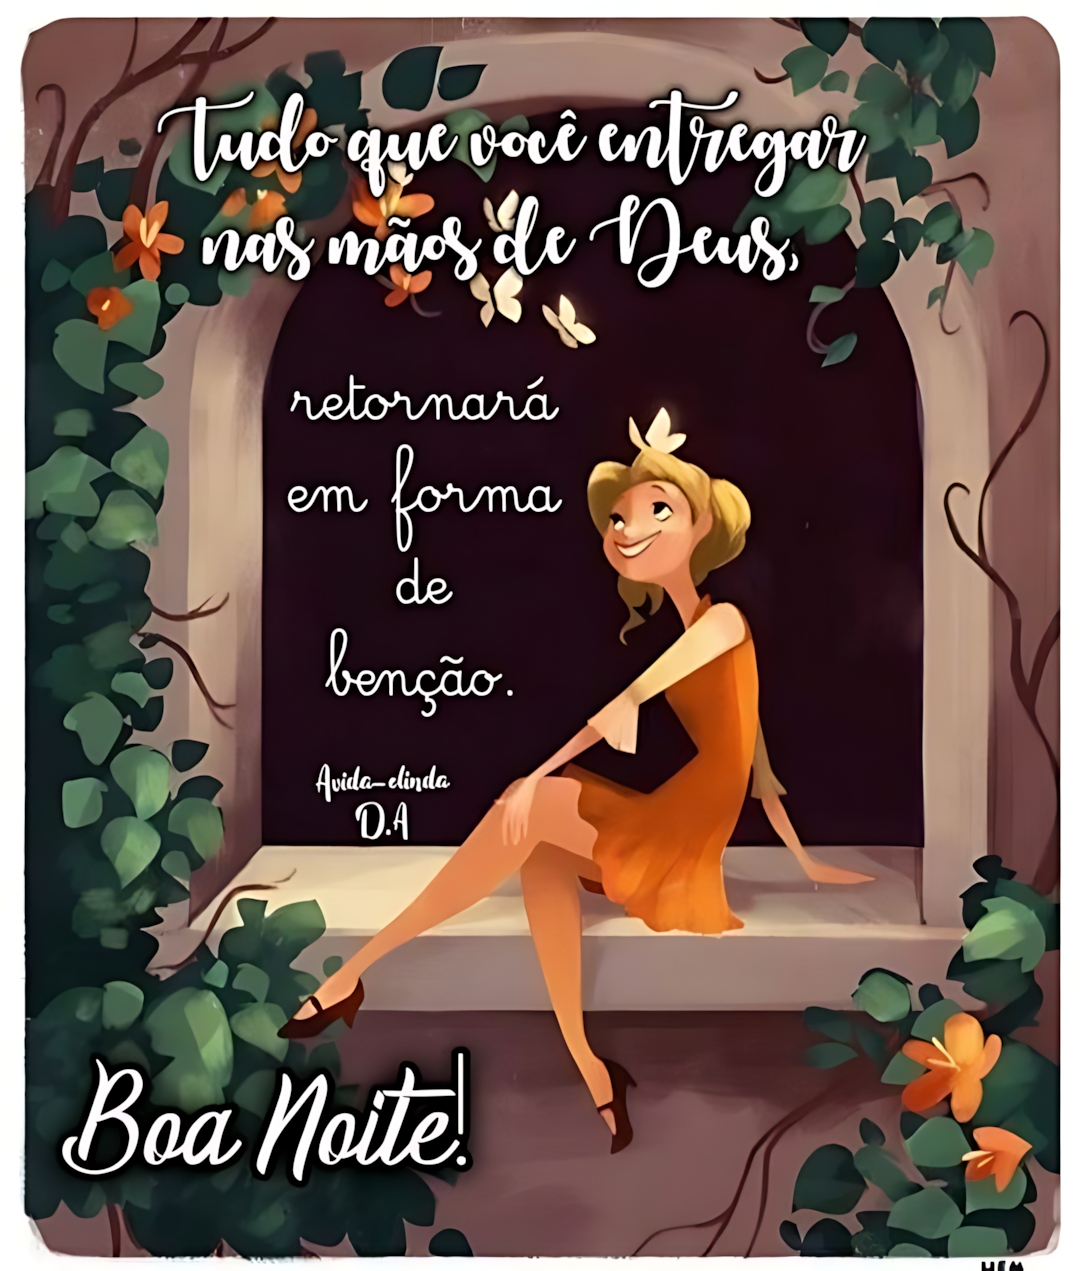 Tudo que você entregar
nas mãos de Deus,
retornará
em forma
de
benção.
Avida-elinda
D.A
Boa Noite!